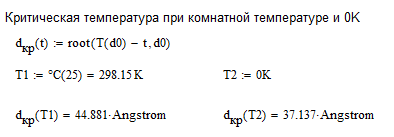 Критическая температура при комнатной температуре и 0K
dкр(t) := root(T(d0) − t, d0)
T1 := °C(25) = 298.15 K T2 := 0K
dкр(T1) = 44.881·Angstrom dкр(T2) = 37.137·Angstrom